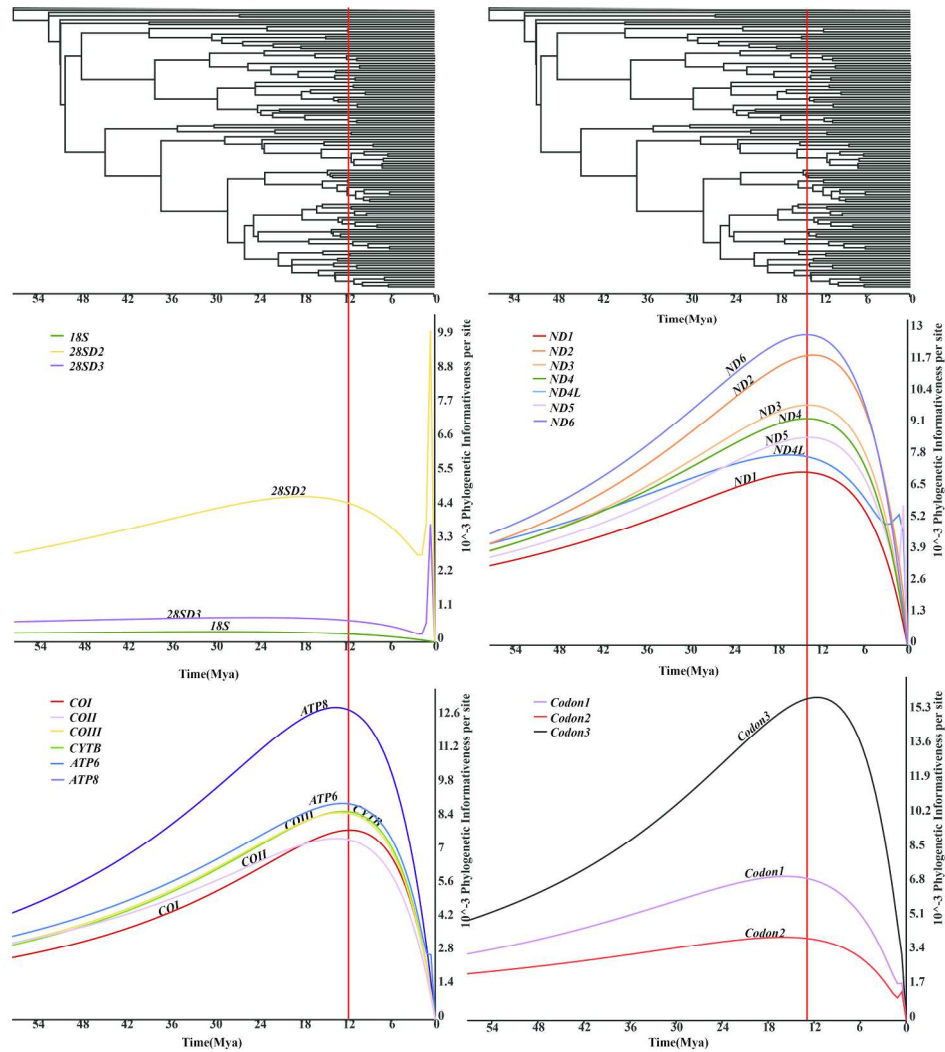 54 48 42 36 30 24 18 12 6 0
Time(Mya)
54 48 42 36 30 24 18 12 6 0
Time(Mya)
18S
28SD2
28SD3
28SD2
28SD3
18S
9.9
8.8
7.7
6.6
5.5
4.4
3.3
2.2
1.1
0
10^-3 Phylogenetic Informativeness per site
54 48 42 36 30 24 18 12 6 0
Time(Mya)
ND1
ND2
ND3
ND4
ND4L
ND5
ND6
ND6
ND2
ND3
ND4
ND5
ND4L
ND1
13
11.7
10.4
9.1
7.8
6.5
5.2
3.9
2.6
1.3
0
10^-3 Phylogenetic Informativeness per site
54 48 42 36 30 24 18 12 6 0
Time(Mya)
COI
COII
COIII
CYTB
ATP6
ATP8
ATP8
ATP6
COIII
CYTB
COII
COI
12.6
11.2
9.8
8.4
7
5.6
4.2
2.8
1.4
0
10^-3 Phylogenetic Informativeness per site
54 48 42 36 30 24 18 12 6 0
Time(Mya)
Codon1
Codon2
Codon3
Codon3
Codon1
Codon2
15.3
13.6
11.9
10.2
8.5
6.8
5.1
3.4
1.7
0
10^-3 Phylogenetic Informativeness per site
54 48 42 36 30 24 18 12 6 0
Time(Mya)